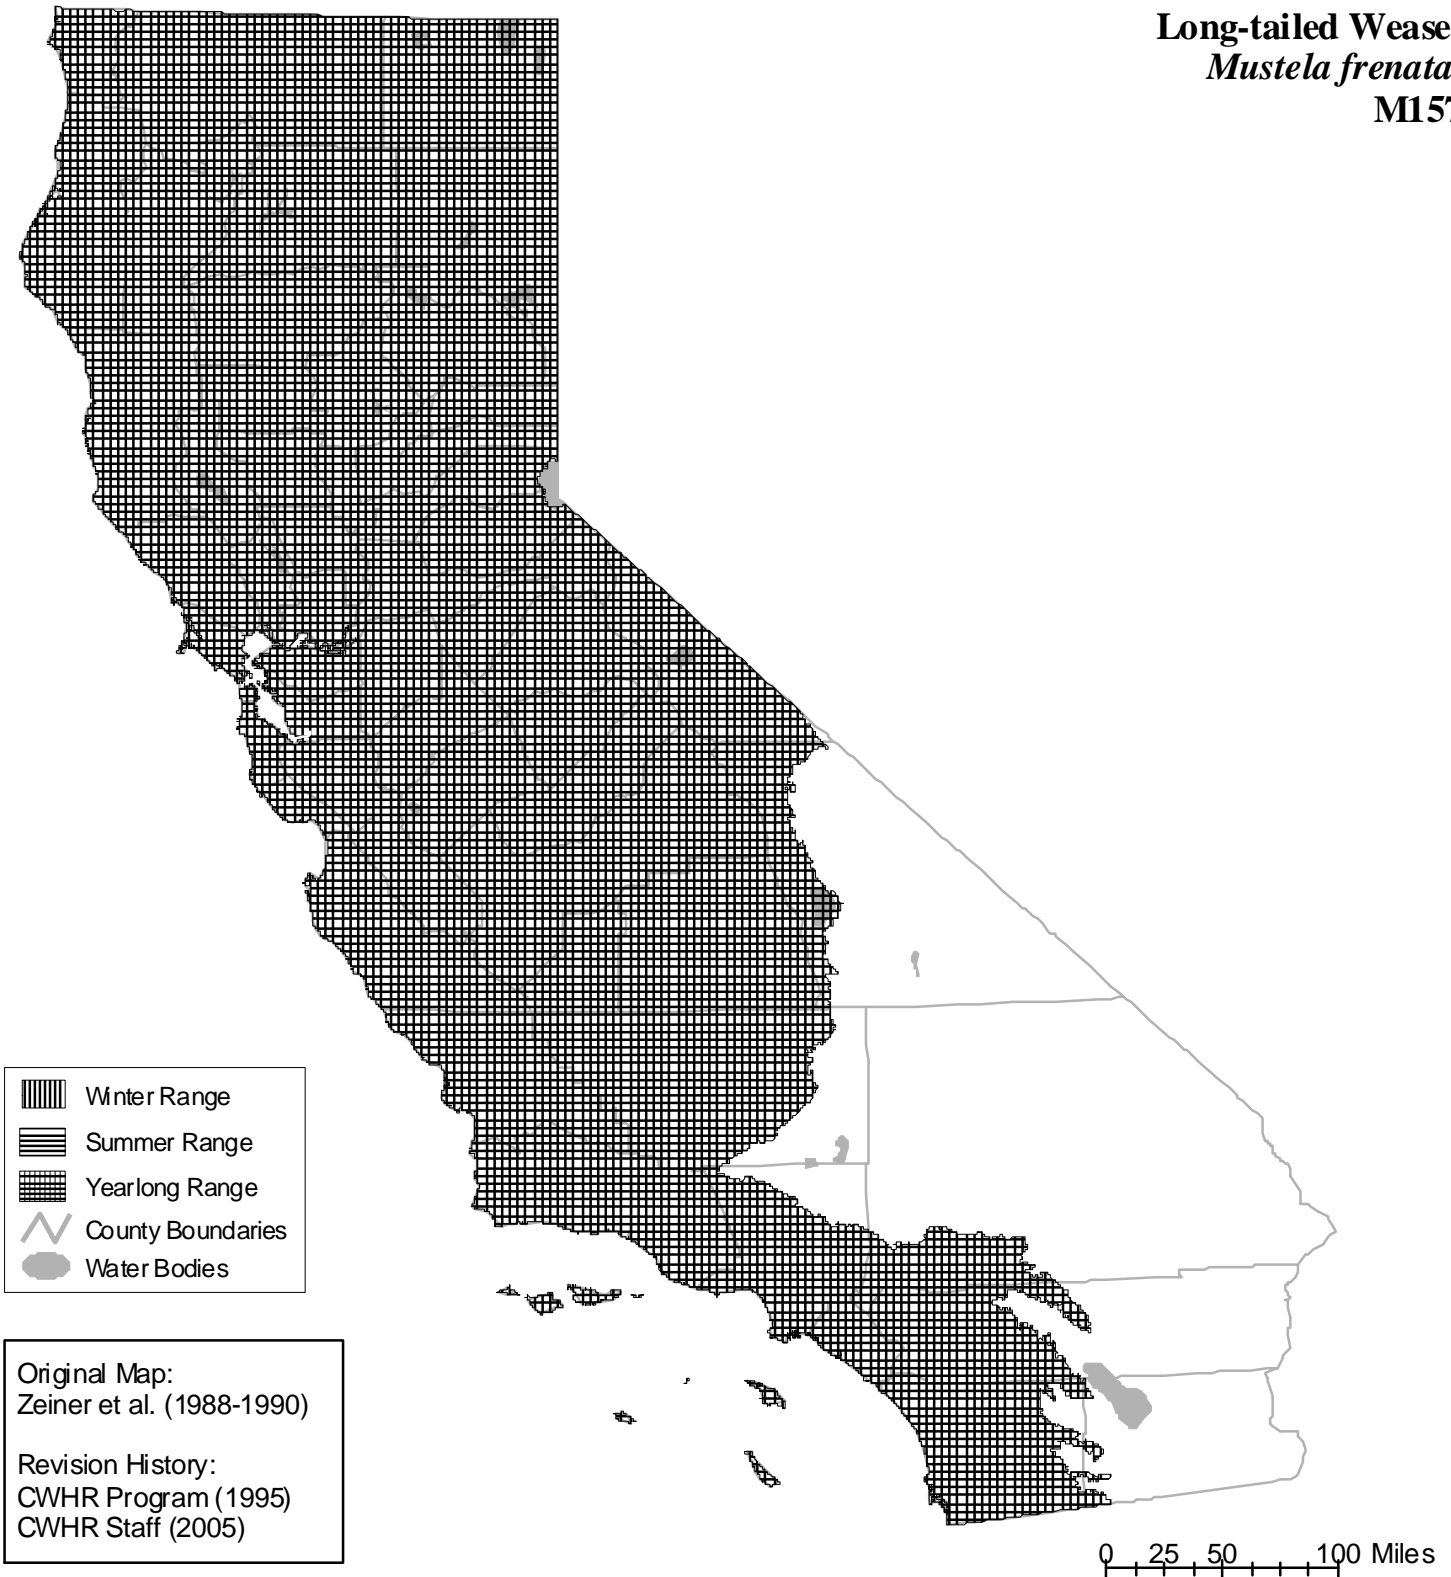 Long-tailed Wease
Mustela frenata
M157
Winter Range
Summer Range
Yearlong Range
County Boundaries
Water Bodies
Original Map:
Zeiner et al. (1988-1990)
Revision History:
CWHR Program (1995)
CWHR Staff (2005)
0 25 50 100 Miles